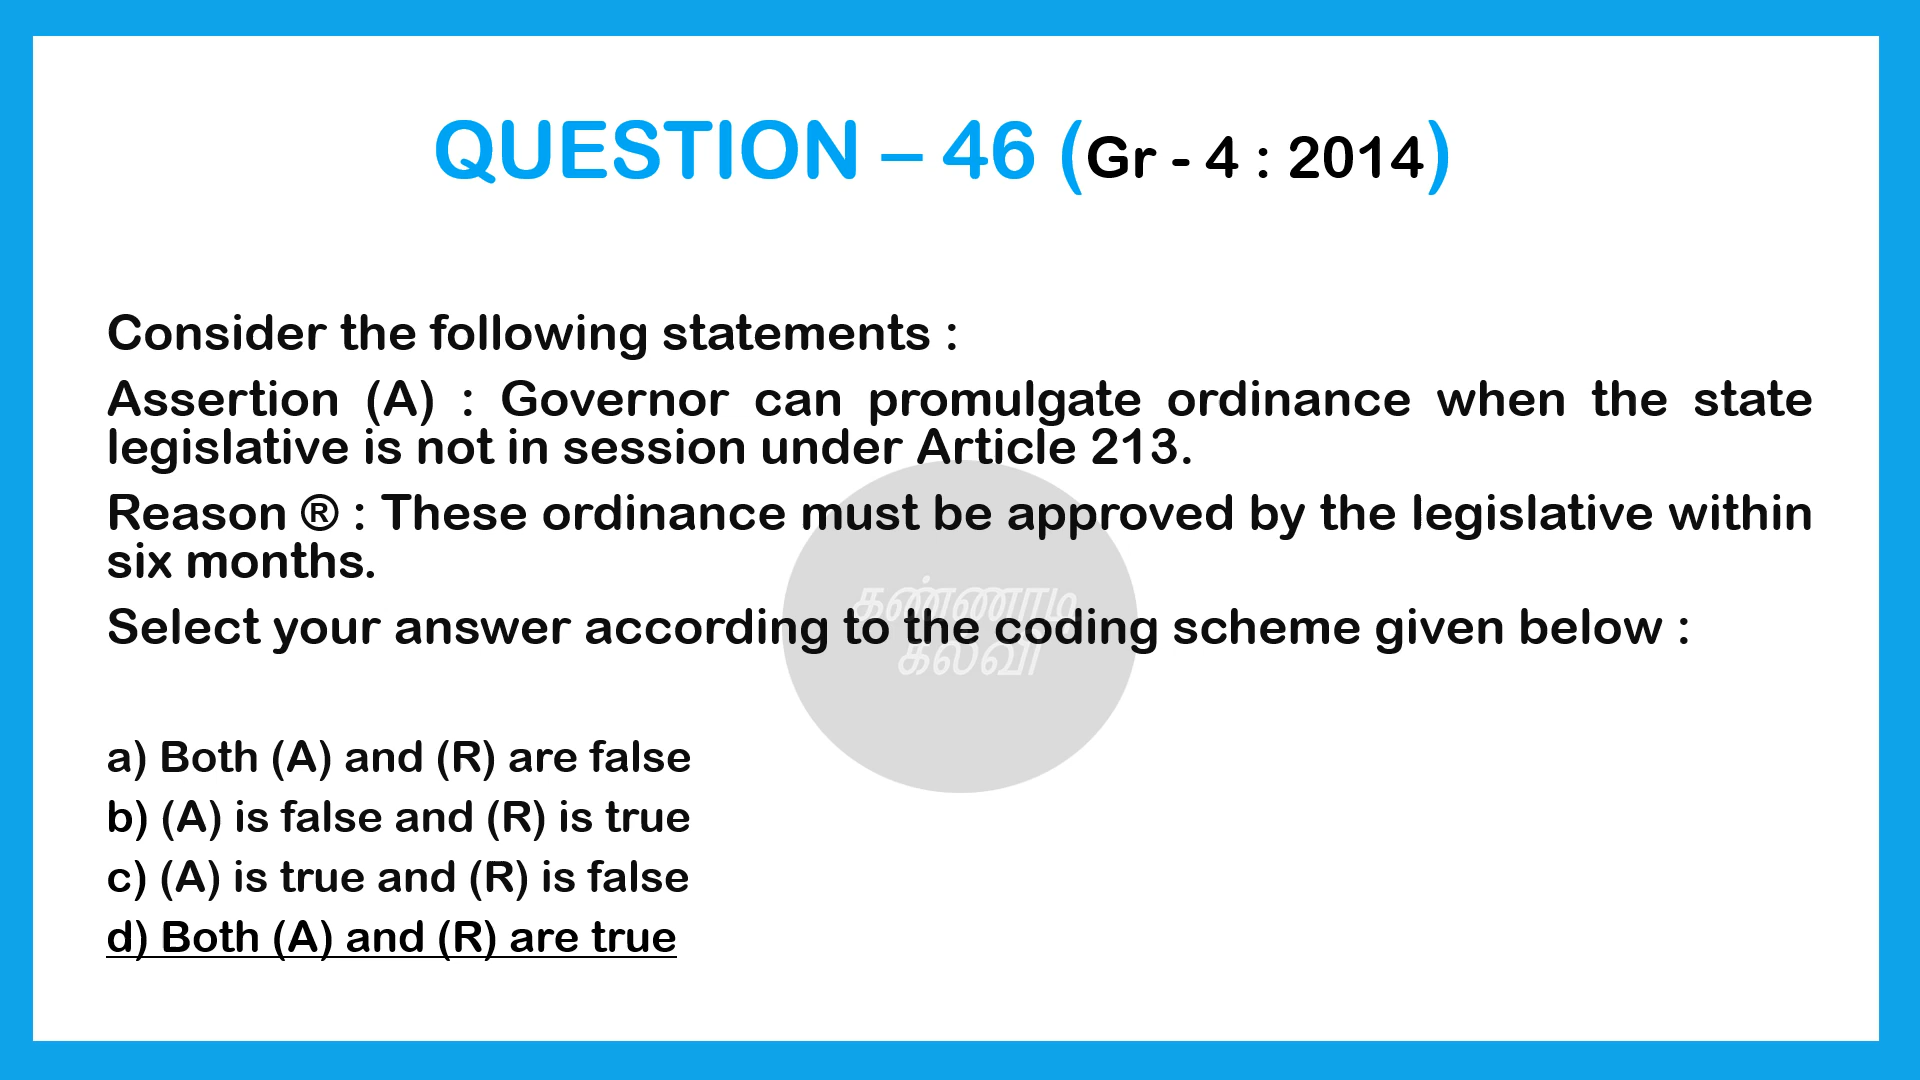 QUESTION – 46 (Gr - 4 : 2014)
Consider the following statements :
Assertion (A) : Governor can promulgate ordinance when the state
legislative is not in session under Article 213.
Reason ® : These ordinance must be approved by the legislative within
six months.
கண்ணாடி
Select your answer according to the coding scheme given below :
கல்வி
a) Both (A) and (R) are false
b) (A) is false and (R) is true
c) (A) is true and (R) is false
d) Both (A) and (R) are true